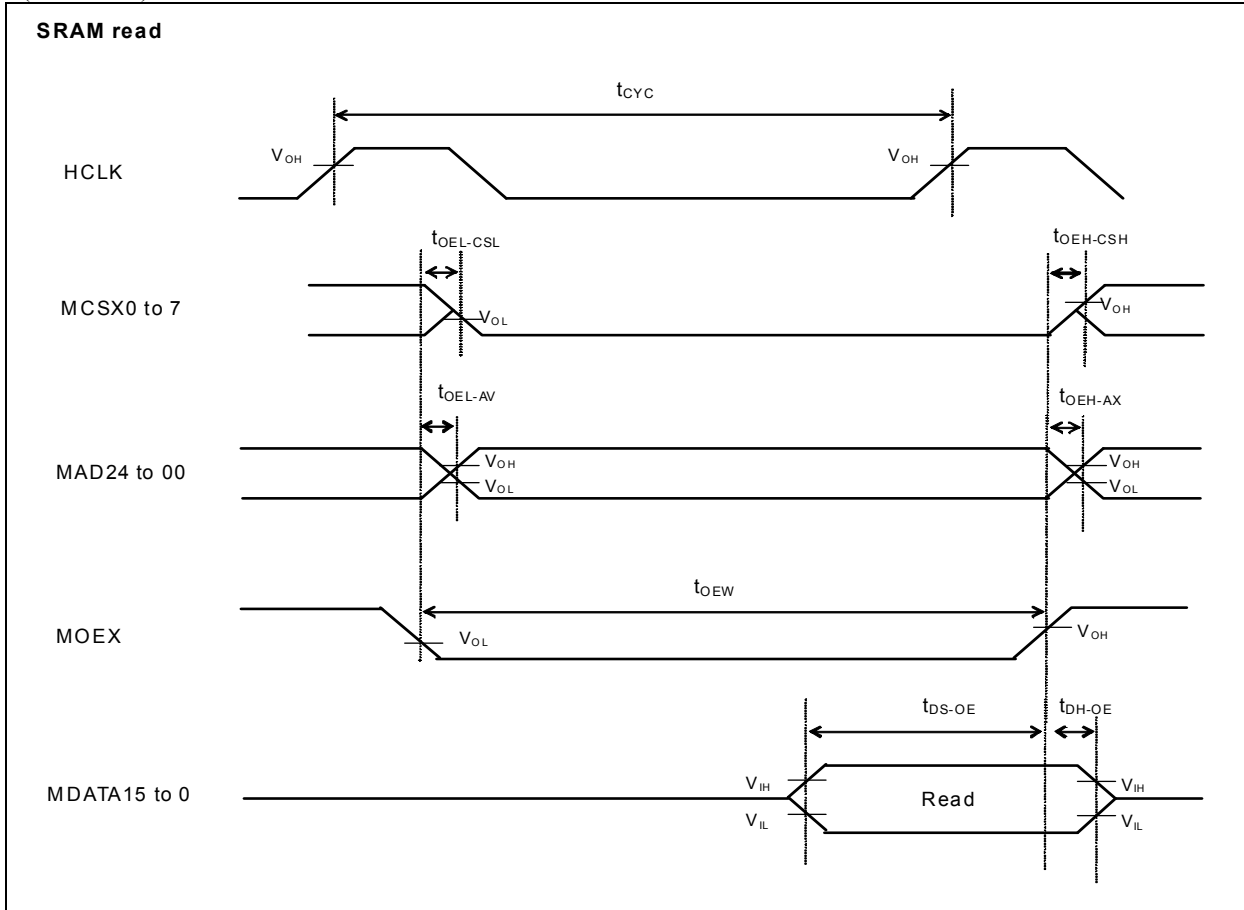 SRAM read
tCYC
VOH
VOH
HCLK
tOEL-CSL
tOEH-CSH
MCSX0 to 7
VOL
VOH
tOEL-AV
tOEH-AX
MAD24 to 00
VOH
VOL
VOH
VOL
tOEW
MOEX
VOL
VOH
tDS-OE
tDH-OE
MDATA15 to 0
VIH
VIL
Read
VIH
VIL